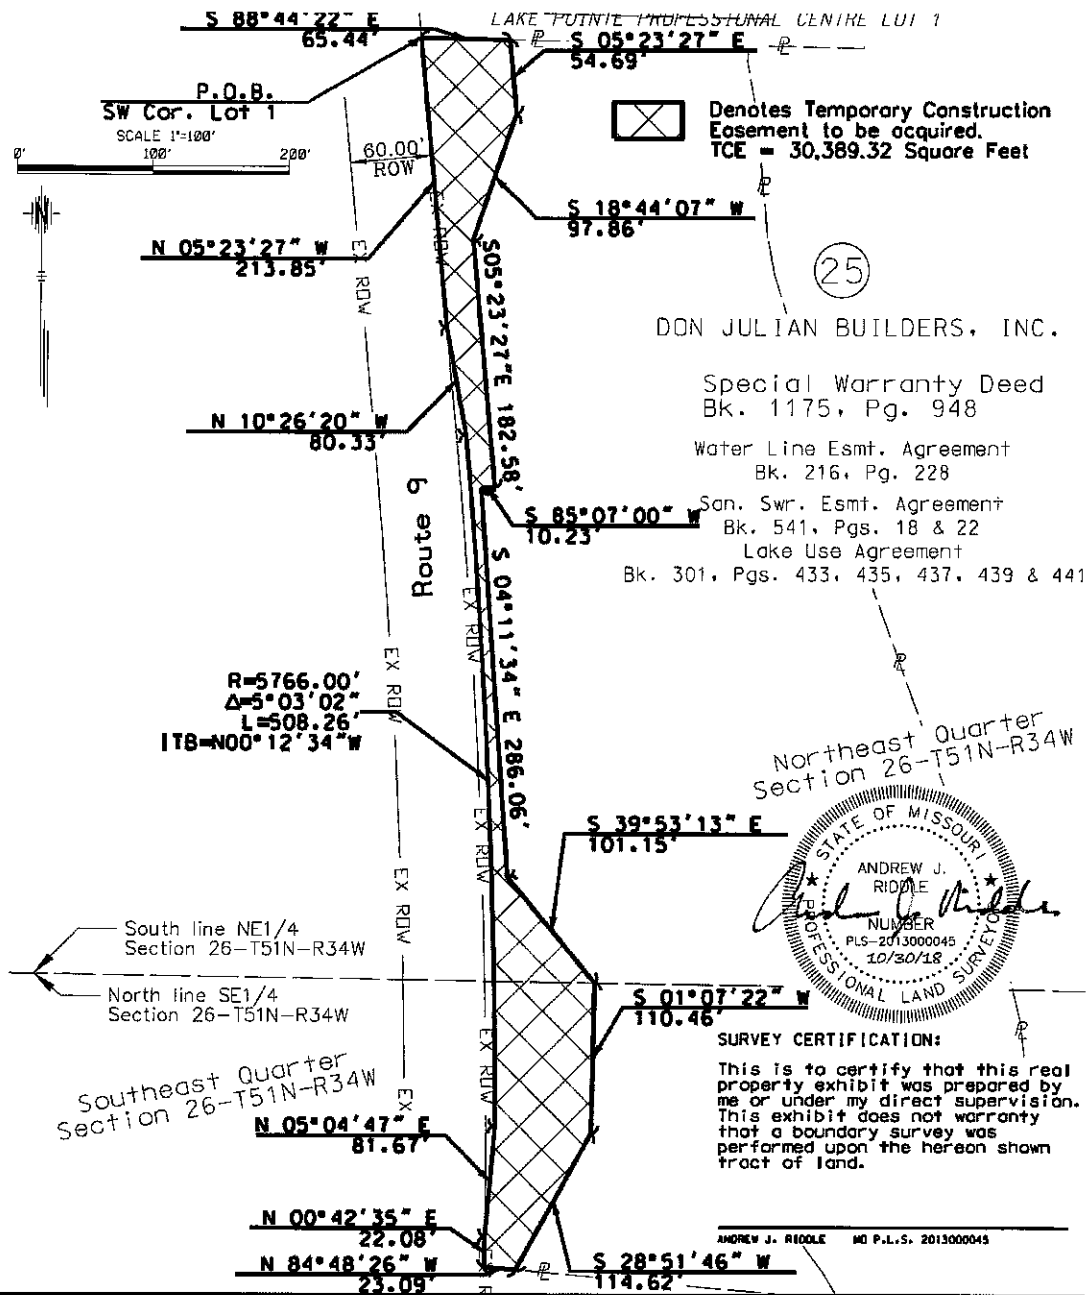 LAKE POINTE PROFESSIONAL CENTRE LOT 1
S 88°44'22" E
65.44'
S 05°23'27" E
54.69'
P.O.B.
SW Cor. Lot 1
SCALE 1"=100'
0' 100' 200'
N
60.00'
ROW
Denotes Temporary Construction
Easement to be acquired.
TCE = 30,389.32 Square Feet
S 18°44'07" W
97.86'
N 05°23'27" W
213.85'
EX ROW
EX ROW
S05°23'27"E 182.58'
25
DON JULIAN BUILDERS, INC.
Special Warranty Deed
Bk. 1175, Pg. 948
Water Line Esmt. Agreement
Bk. 216, Pg. 228
San. Swr. Esmt. Agreement
Bk. 541, Pgs. 18 & 22
Lake Use Agreement
Bk. 301, Pgs. 433, 435, 437, 439 & 441
N 10°26'20" W
80.33'
Route 9
S 85°07'00" W
10.23'
S 04°11'34" E 286.06'
EX ROW
EX ROW
R=5766.00'
Δ=5°03'02"
L=508.26'
ITB=N00°12'34"W
Northeast Quarter
Section 26-T51N-R34W
STATE OF MISSOURI
ANDREW J.
RIDDLE
NUMBER
PLS-2013000045
10/30/18
PROFESSIONAL LAND SURVEYOR
S 39°53'13" E
101.15'
EX ROW
EX ROW
South line NE1/4
Section 26-T51N-R34W
North line SE1/4
Section 26-T51N-R34W
Southeast Quarter
Section 26-T51N-R34W
S 01°07'22" W
110.46'
EX ROW
EX
SURVEY CERTIFICATION:
This is to certify that this real
property exhibit was prepared by
me or under my direct supervision.
This exhibit does not warranty
that a boundary survey was
performed upon the hereon shown
tract of land.
N 05°04'47" E
81.67'
N 00°42'35" E
22.08'
N 84°48'26" W
23.09'
S 28°51'46" W
114.62'
ANDREW J. RIDDLE MO P.L.S. 2013000045